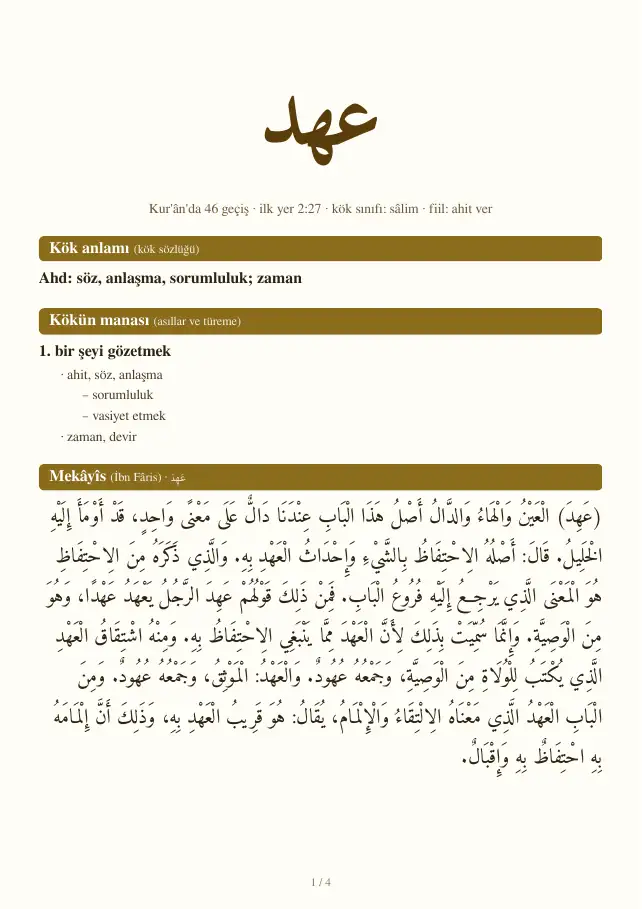 عهد
Kur'ân'da 46 geçiş · ilk yer 2:27 · kök sınıfı: sâlim · fiil: ahit ver
Kök anlamı (kök sözlüğü)
Ahd: söz, anlaşma, sorumluluk; zaman
Kökün manası (asıllar ve türeme)
1. bir şeyi gözetmek
· ahit, söz, anlaşma
– sorumluluk
– vasiyet etmek
· zaman, devir
Mekâyîs (İbn Fâris) · عَهِدَ
(عَهِدَ) الْعَيْنُ وَالْهَاءُ وَالدَّالُ أَصْلُ هَذَا الْبَابِ عِنْدَنَا دَالٌّ عَلَى مَعْنًى وَاحِدٍ، قَدْ أَوْمَأَ إِلَيْهِ
الْخَلِيلُ. قَالَ: أَصْلُهُ الِاحْتِفَاظُ بِالشَّيْءِ وَإِحْدَاثُ الْعَهْدِ بِهِ. وَالَّذِي ذَكَرَهُ مِنَ الِاحْتِفَاظِ
هُوَ الْمَعْنَى الَّذِي يَرْجِعُ إِلَيْهِ فُرُوعُ الْبَابِ. فَمِنْ ذَلِكَ قَوْلُهُمْ عَهِدَ الرَّجُلُ يَعْهَدُ عَهْدًا، وَهُوَ
مِنَ الْوَصِيَّةِ. وَإِنَّمَا سُمِّيَتْ بِذَلِكَ لِأَنَّ الْعَهْدَ مِمَّا يَنْبَغِي الِاحْتِفَاظُ بِهِ. وَمِنْهُ اشْتِقَاقُ الْعَهْدِ
الَّذِي يُكْتَبُ لِلْوُلَاةِ مِنَ الْوَصِيَّةِ، وَجَمْعُهُ عُهُودٌ. وَالْعَهْدُ: الْمَوْثِقُ، وَجَمْعُهُ عُهُودٌ. وَمِنَ
الْبَابِ الْعَهْدُ الَّذِي مَعْنَاهُ الِالْتِقَاءُ وَالْإِلْمَامُ، يُقَالُ: هُوَ قَرِيبُ الْعَهْدِ بِهِ، وَذَلِكَ أَنَّ إِلْمَامَهُ
بِهِ احْتِفَاظٌ بِهِ وَإِقْبَالٌ.
1 / 4